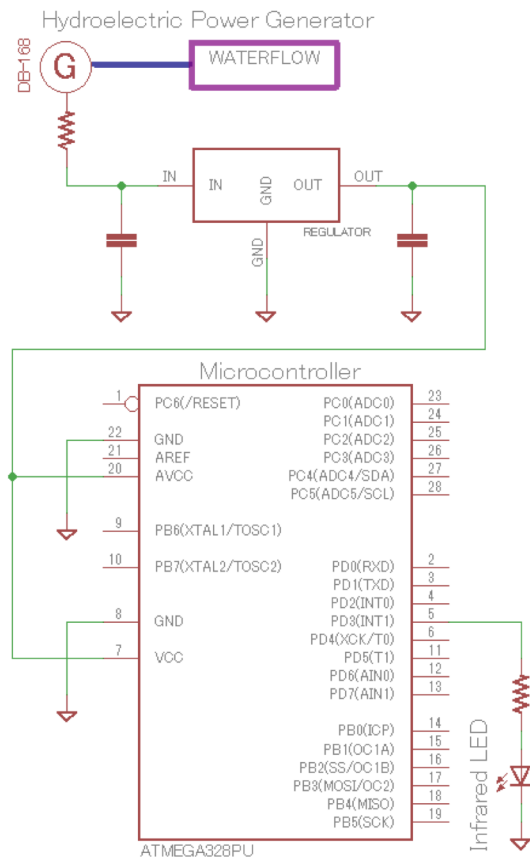 Hydroelectric Power Generator
DB-168
G
WATERFLOW
IN
IN
GND
OUT
OUT
GND
REGULATOR
Microcontroller
1
PC6(/RESET)
22
GND
21
AREF
20
AVCC
9
PB6(XTAL1/TOSC1)
10
PB7(XTAL2/TOSC2)
8
GND
7
VCC
PC0(ADC0)
23
PC1(ADC1)
24
PC2(ADC2)
25
PC3(ADC3)
26
PC4(ADC4/SDA)
27
PC5(ADC5/SCL)
28
PD0(RXD)
2
PD1(TXD)
3
PD2(INT0)
4
PD3(INT1)
5
PD4(XCK/T0)
6
PD5(T1)
11
PD6(AIN0)
12
PD7(AIN1)
13
PB0(ICP)
14
PB1(OC1A)
15
PB2(SS/OC1B)
16
PB3(MOSI/OC2)
17
PB4(MISO)
18
PB5(SCK)
19
Infrared LED
ATMEGA328PU